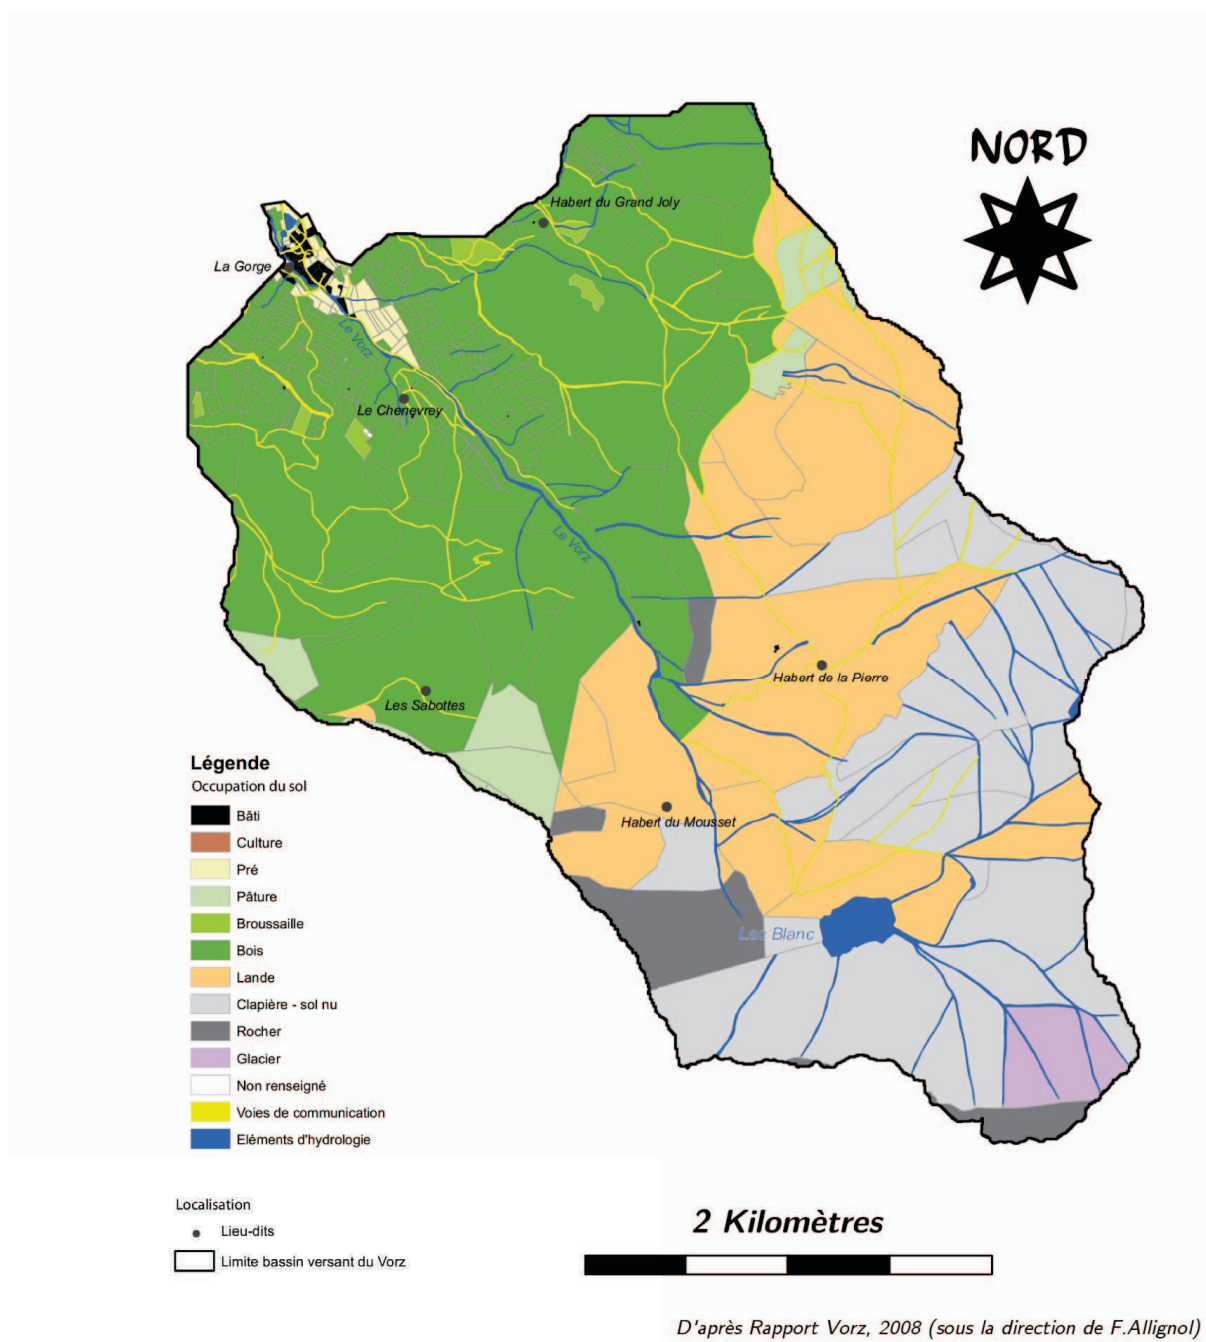 NORD
Habert du Grand Joly
La Gorge
Le Vorz
Le Chenevrey
Le Vorz
Habert de la Pierre
Les Sabottes
Habert du Mousset
Lac Blanc
Légende
Occupation du sol
Bâti
Culture
Pré
Pâture
Broussaille
Bois
Lande
Clapière - sol nu
Rocher
Glacier
Non renseigné
Voies de communication
Eléments d'hydrologie
Localisation
Lieu-dits
Limite bassin versant du Vorz
2 Kilomètres
D'après Rapport Vorz, 2008 (sous la direction de F.Allignol)